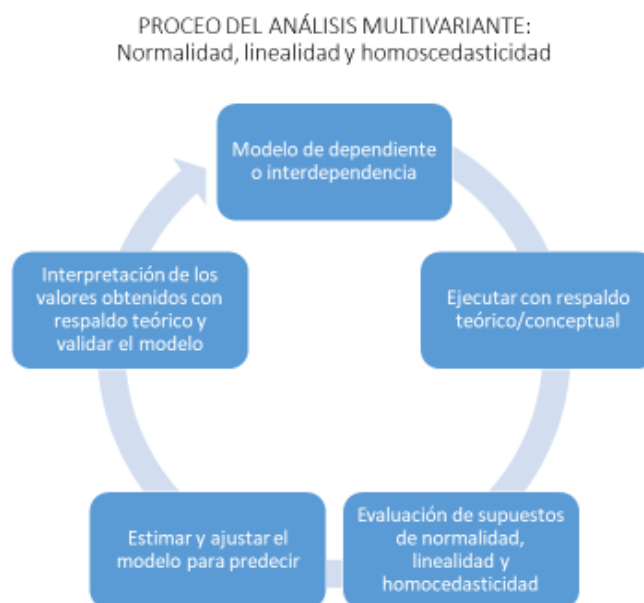 PROCEO DEL ANÁLISIS MULTIVARIANTE:
Normalidad, linealidad y homoscedasticidad
Modelo de dependiente
o interdependencia
Ejecutar con respaldo
teórico/conceptual
Evaluación de supuestos
de normalidad,
linealidad y
homocedasticidad
Estimar y ajustar el
modelo para predecir
Interpretación de los
valores obtenidos con
respaldo teórico y
validar el modelo